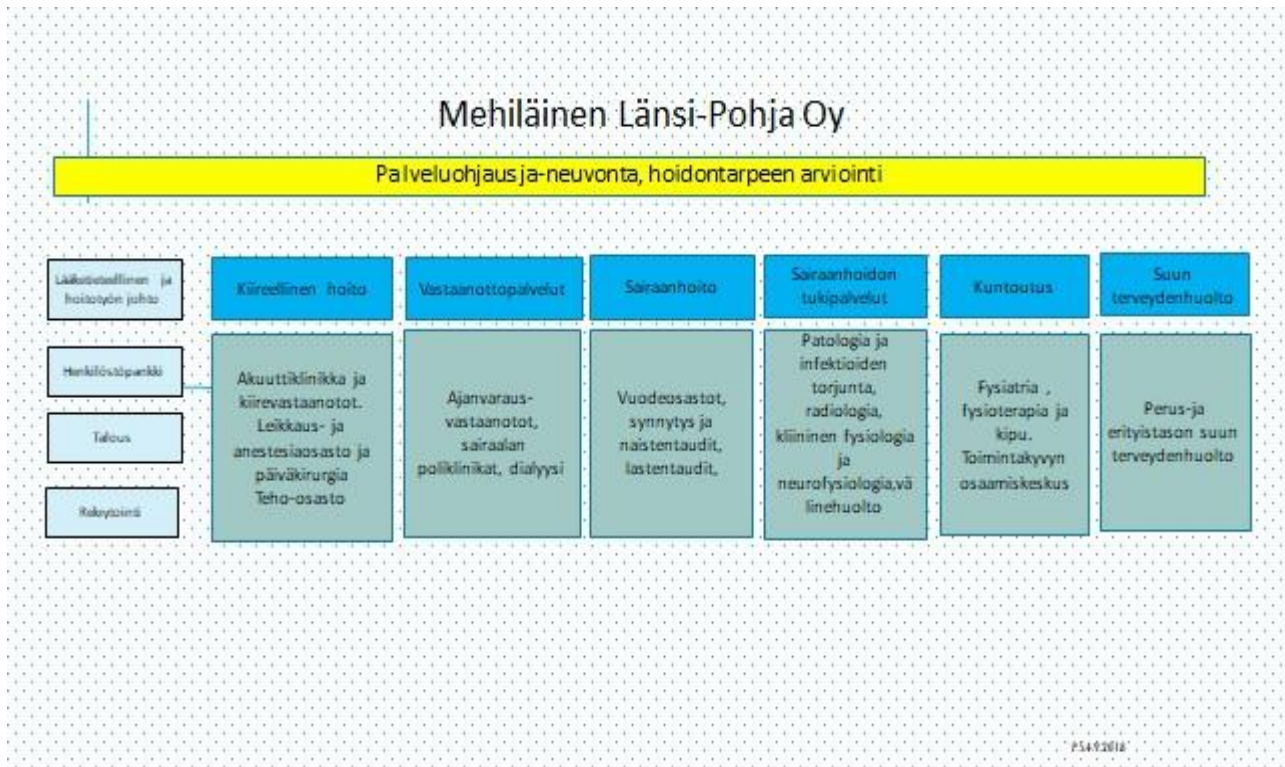 Mehiläinen Länsi-Pohja Oy
Palveluohjaus ja-neuvonta, hoidontarpeen arviointi
Lääketieteellinen ja
hoitotyön johto
Henkilöstöpankki
Talous
Rekrytointi
Kiireellinen hoito
Akuuttiklinikka ja
kiirevastaanotot.
Leikkaus- ja
anestesiaosasto ja
päiväkirurgia
Teho-osasto
Vastaanottopalvelut
Ajanvaraus-
vastaanotot,
sairaalan
poliklinikat, dialyysi
Sairaanhoito
Vuodeosastot,
synnytys ja
naistentaudit,
lastentaudit,
Sairaanhoidon
tukipalvelut
Patologia ja
infektioiden
torjunta,
radiologia,
kliininen fysiologia
ja
neurofysiologia,vä
linehuolto
Kuntoutus
Fysiatria ,
fysioterapia ja
kipu.
Toimintakyvyn
osaamiskeskus
Suun
terveydenhuolto
Perus-ja
erityistason suun
terveydenhuolto